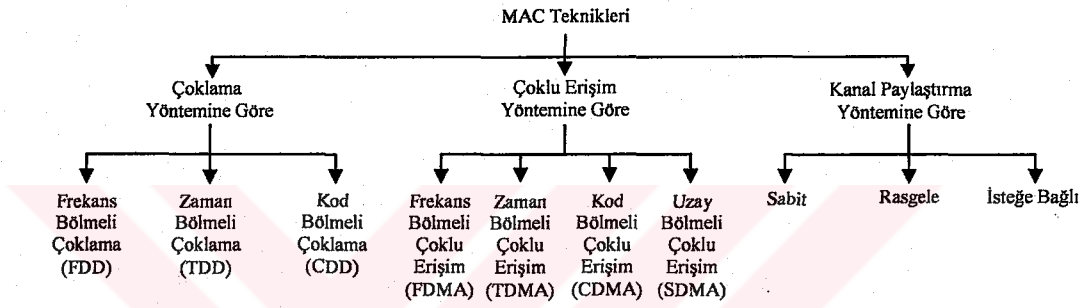 MAC Teknikleri
Çoklama
Yöntemine Göre
Çoklu Erişim
Yöntemine Göre
Kanal Paylaştırma
Yöntemine Göre
Frekans
Bölmeli
Çoklama
(FDD)
Zaman
Bölmeli
Çoklama
(TDD)
Kod
Bölmeli
Çoklama
(CDD)
Frekans
Bölmeli
Çoklu
Erişim
(FDMA)
Zaman
Bölmeli
Çoklu
Erişim
(TDMA)
Kod
Bölmeli
Çoklu
Erişim
(CDMA)
Uzay
Bölmeli
Çoklu
Erişim
(SDMA)
Sabit
Rasgele
İsteğe Bağlı